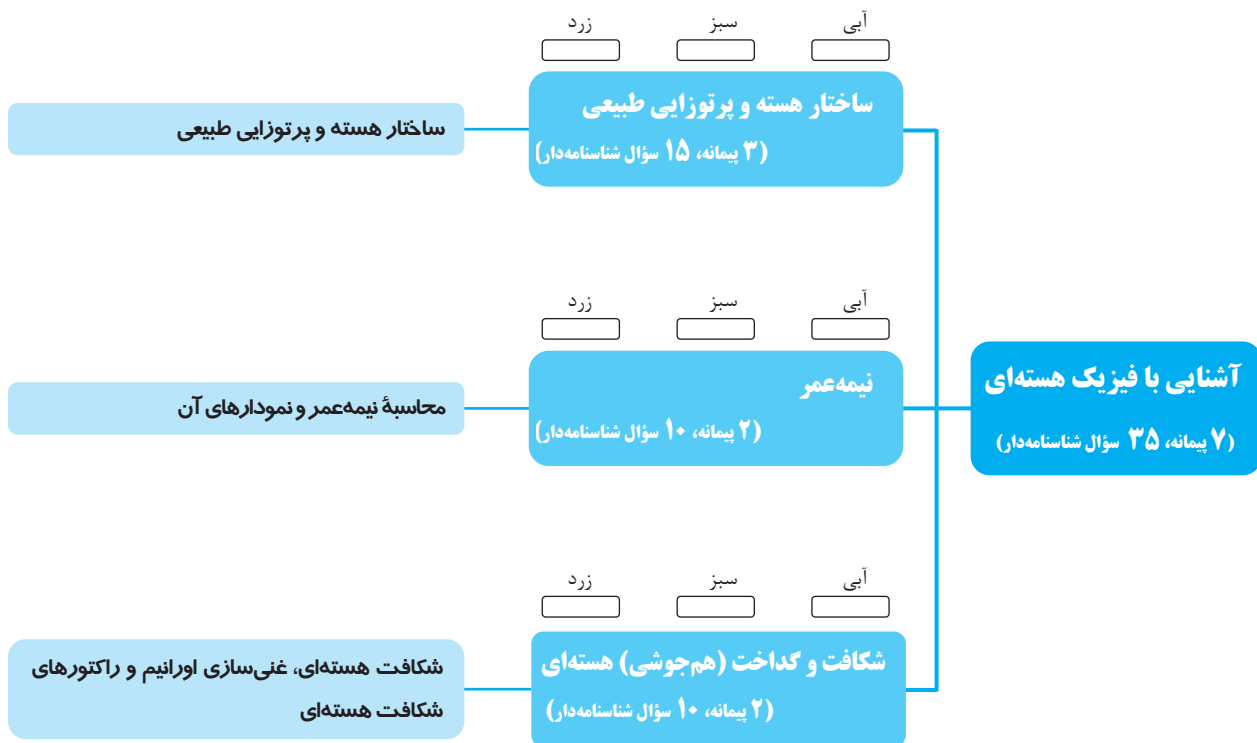 آشنایی با فیزیک هسته‌ای
(۷ پیمانه، ۳۵ سؤال شناسنامه‌دار)
آبی
سبز
زرد
ساختار هسته و پرتوزایی طبیعی
(۳ پیمانه، ۱۵ سؤال شناسنامه‌دار)
ساختار هسته و پرتوزایی طبیعی
آبی
سبز
زرد
نیمه‌عمر
(۲ پیمانه، ۱۰ سؤال شناسنامه‌دار)
محاسبهٔ نیمه‌عمر و نمودارهای آن
آبی
سبز
زرد
شکافت و گداخت (هم‌جوشی) هسته‌ای
(۲ پیمانه، ۱۰ سؤال شناسنامه‌دار)
شکافت هسته‌ای، غنی‌سازی اورانیم و راکتورهای
شکافت هسته‌ای